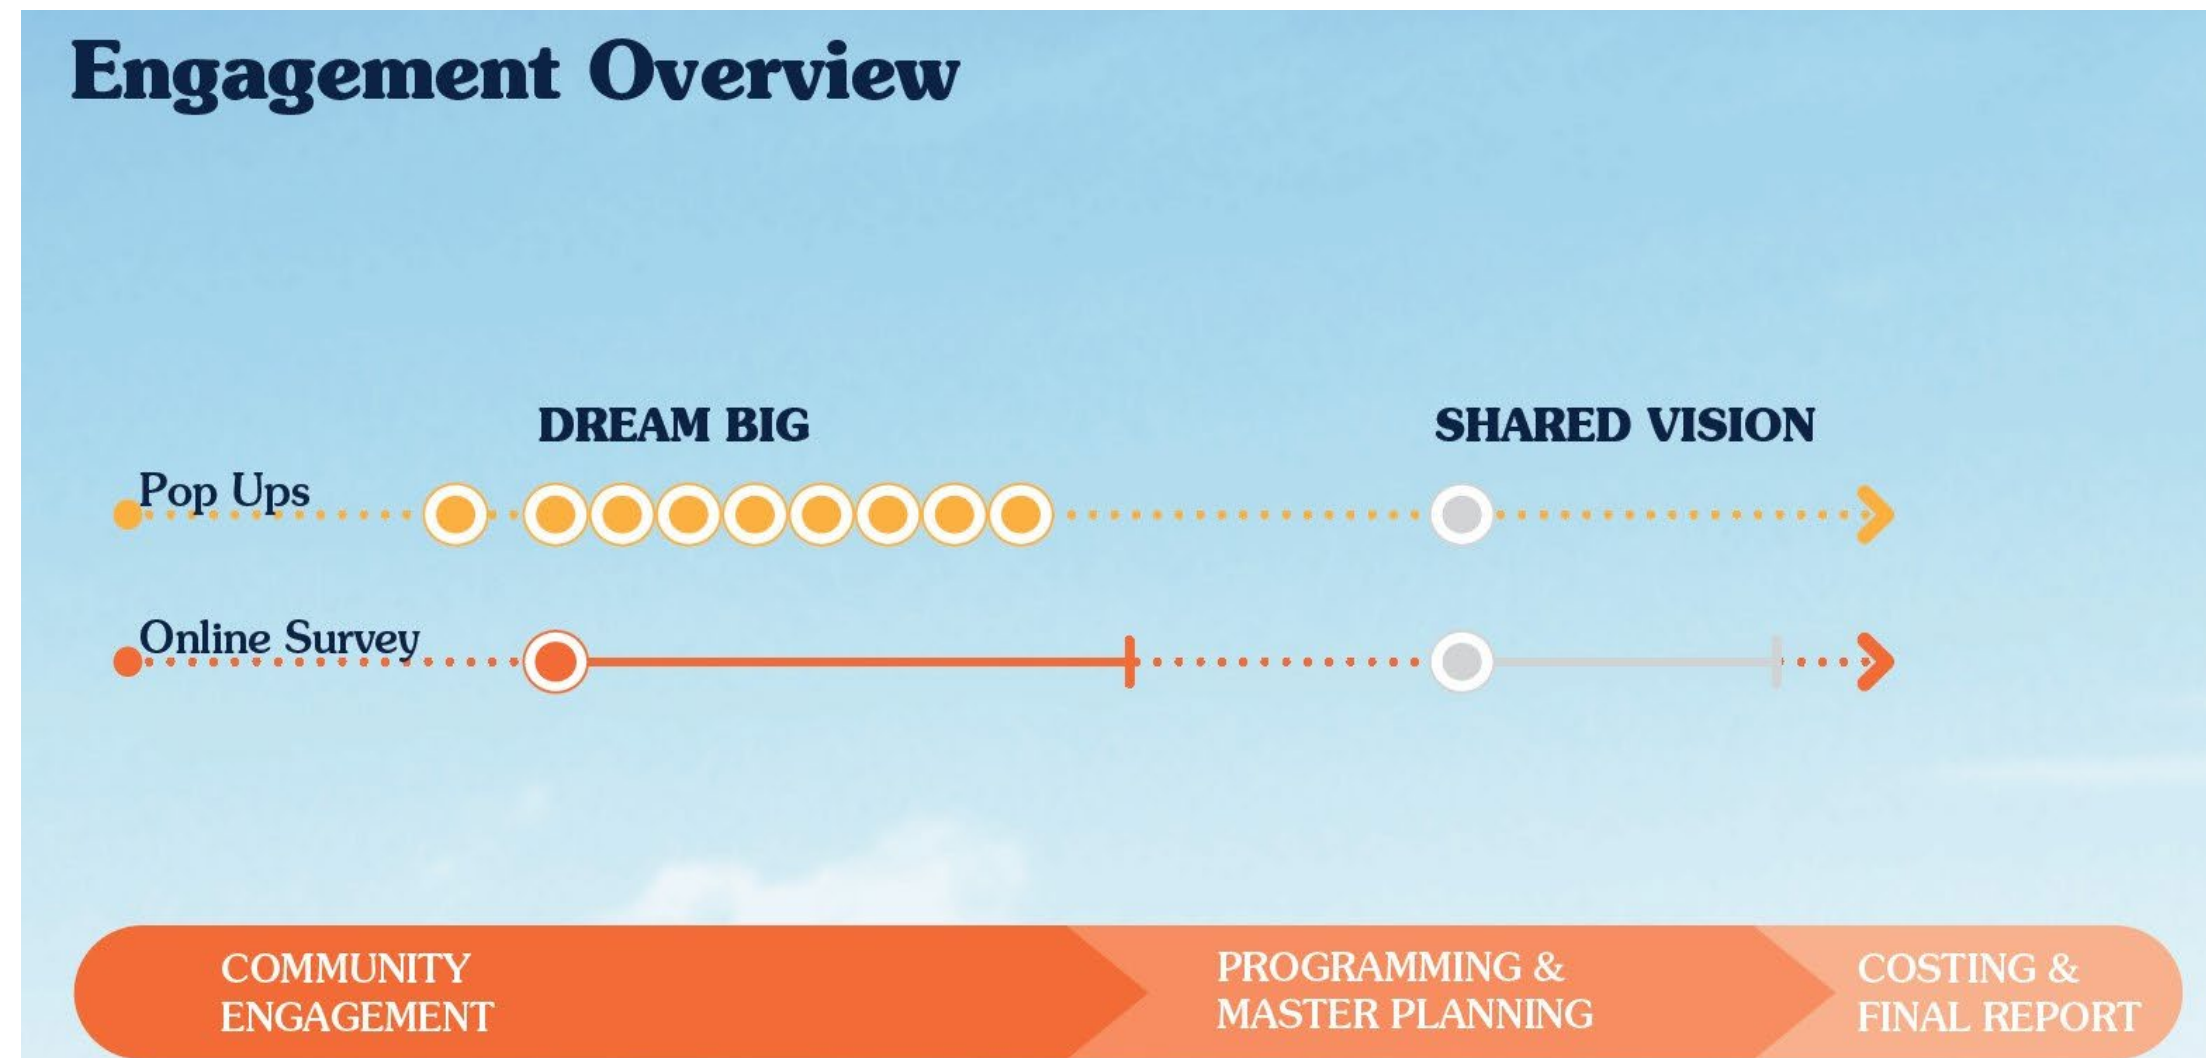 Engagement Overview
DREAM BIG
SHARED VISION
Pop Ups
Online Survey
COMMUNITY
ENGAGEMENT
PROGRAMMING &
MASTER PLANNING
COSTING &
FINAL REPORT